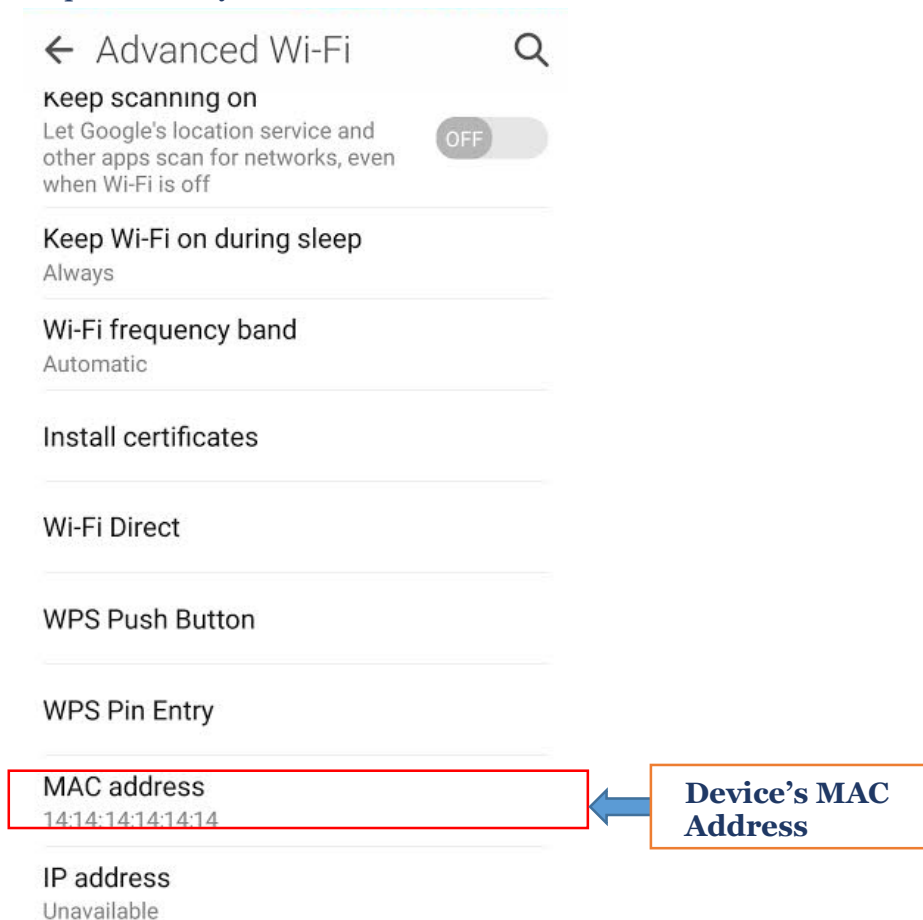 Advanced Wi-Fi
Keep scanning on
Let Google's location service and
other apps scan for networks, even
when Wi-Fi is off
OFF
Keep Wi-Fi on during sleep
Always
Wi-Fi frequency band
Automatic
Install certificates
Wi-Fi Direct
WPS Push Button
WPS Pin Entry
MAC address
14:14:14:14:14:14
Device’s MAC
Address
IP address
Unavailable